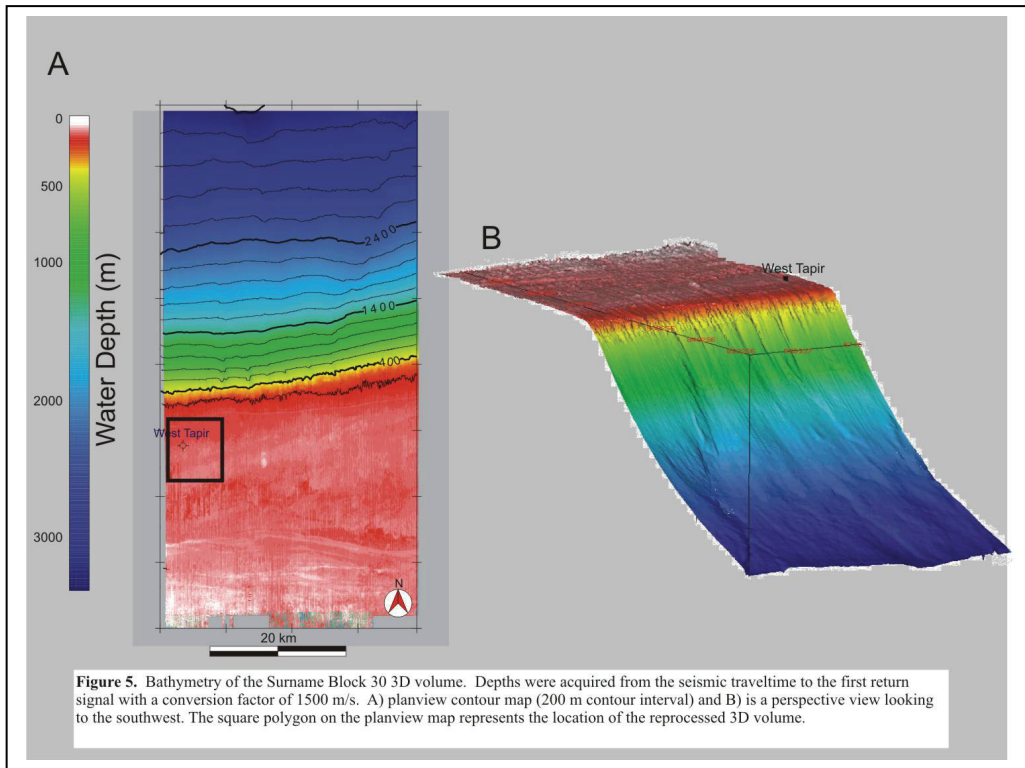 A
0
500
1000
2000
3000
Water Depth (m)
2400
1400
400
West Tapir
N
20 km
B
West Tapir
Figure 5. Bathymetry of the Surname Block 30 3D volume. Depths were acquired from the seismic traveltime to the first return
signal with a conversion factor of 1500 m/s. A) planview contour map (200 m contour interval) and B) is a perspective view looking
to the southwest. The square polygon on the planview map represents the location of the reprocessed 3D volume.